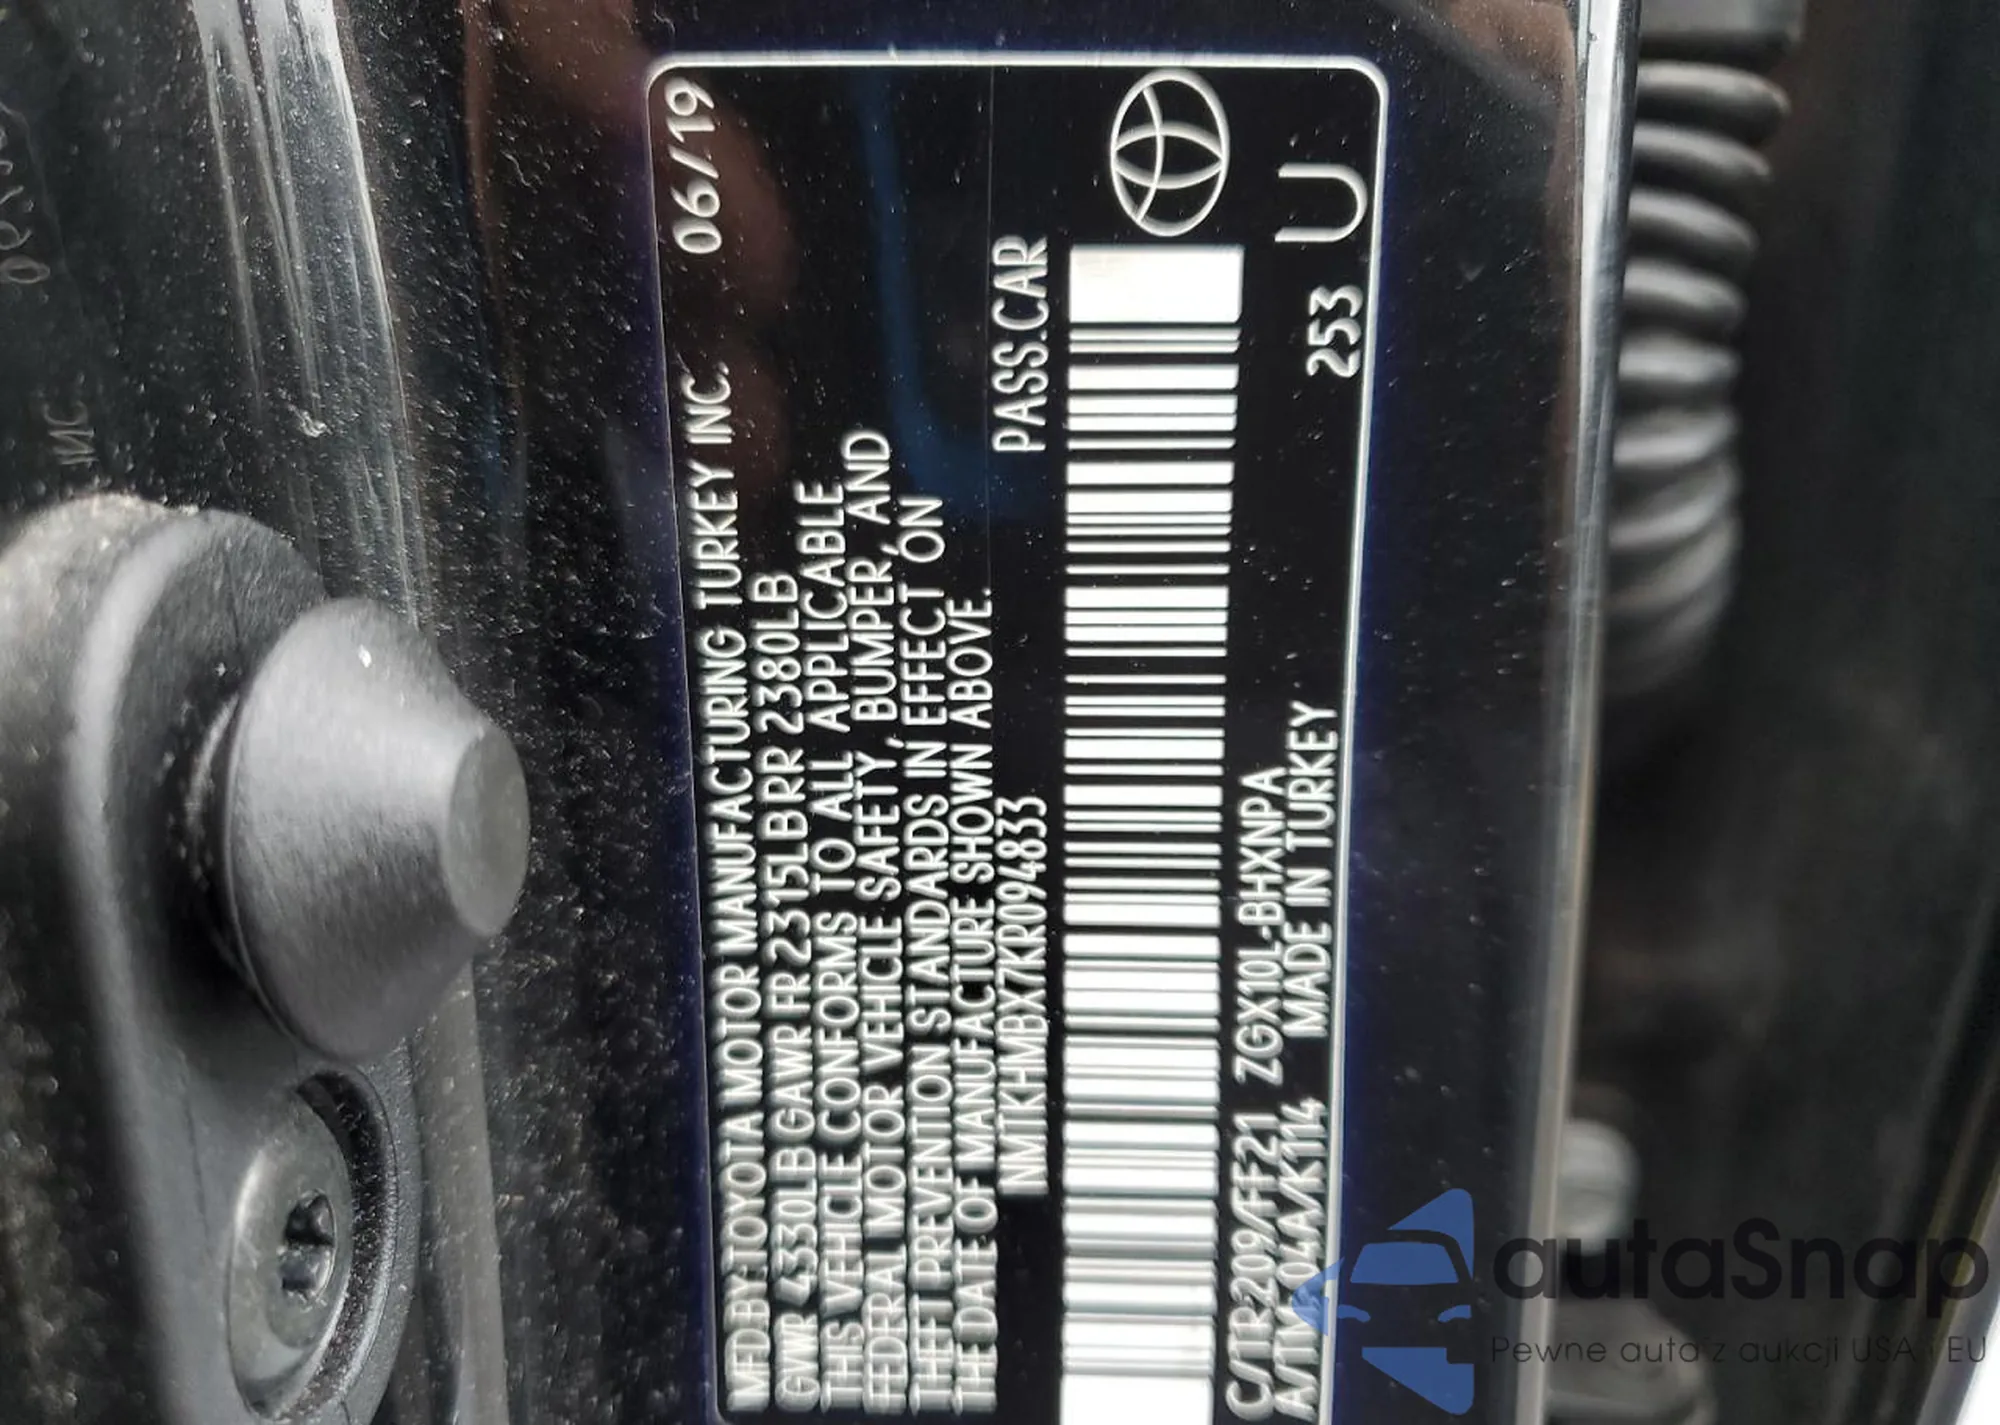 MFD.BY:TOYOTA MOTOR MANUFACTURING TURKEY INC. 06/19
GVWR 4330LB GAWR FR 2315LB RR 2380LB
THIS VEHICLE CONFORMS TO ALL APPLICABLE
FEDERAL MOTOR VEHICLE SAFETY, BUMPER, AND
THEFT PREVENTION STANDARDS IN EFFECT ON
THE DATE OF MANUFACTURE SHOWN ABOVE.
NMTKHMBX7KR094833 PASS.CAR
C/TR 209/FF21 ZGX10L-BHXNPA 253 U
A/TM -04A/K114 MADE IN TURKEY
autaSnap
Pewne auta z aukcji USA i EU
INC.